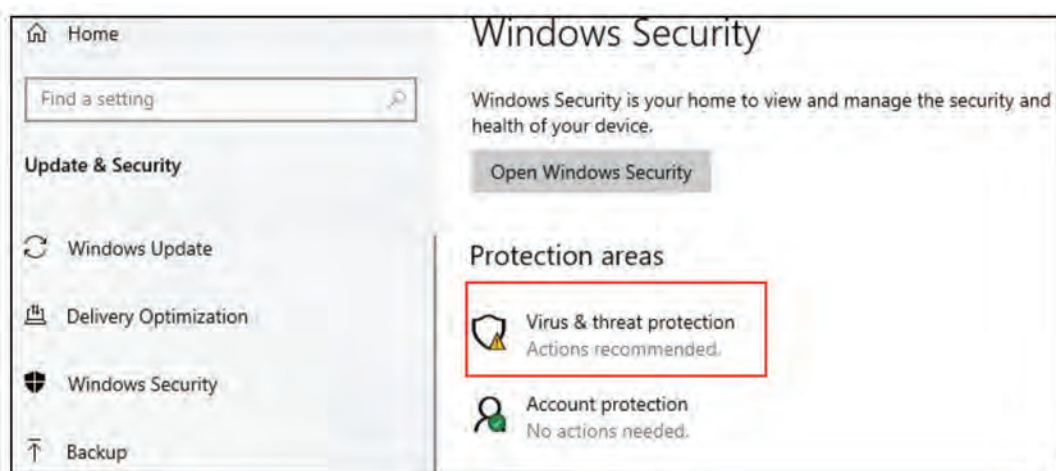 Home
Find a setting
Update & Security
Windows Update
Delivery Optimization
Windows Security
Backup
Windows Security
Windows Security is your home to view and manage the security and
health of your device.
Open Windows Security
Protection areas
Virus & threat protection
Actions recommended.
Account protection
No actions needed.